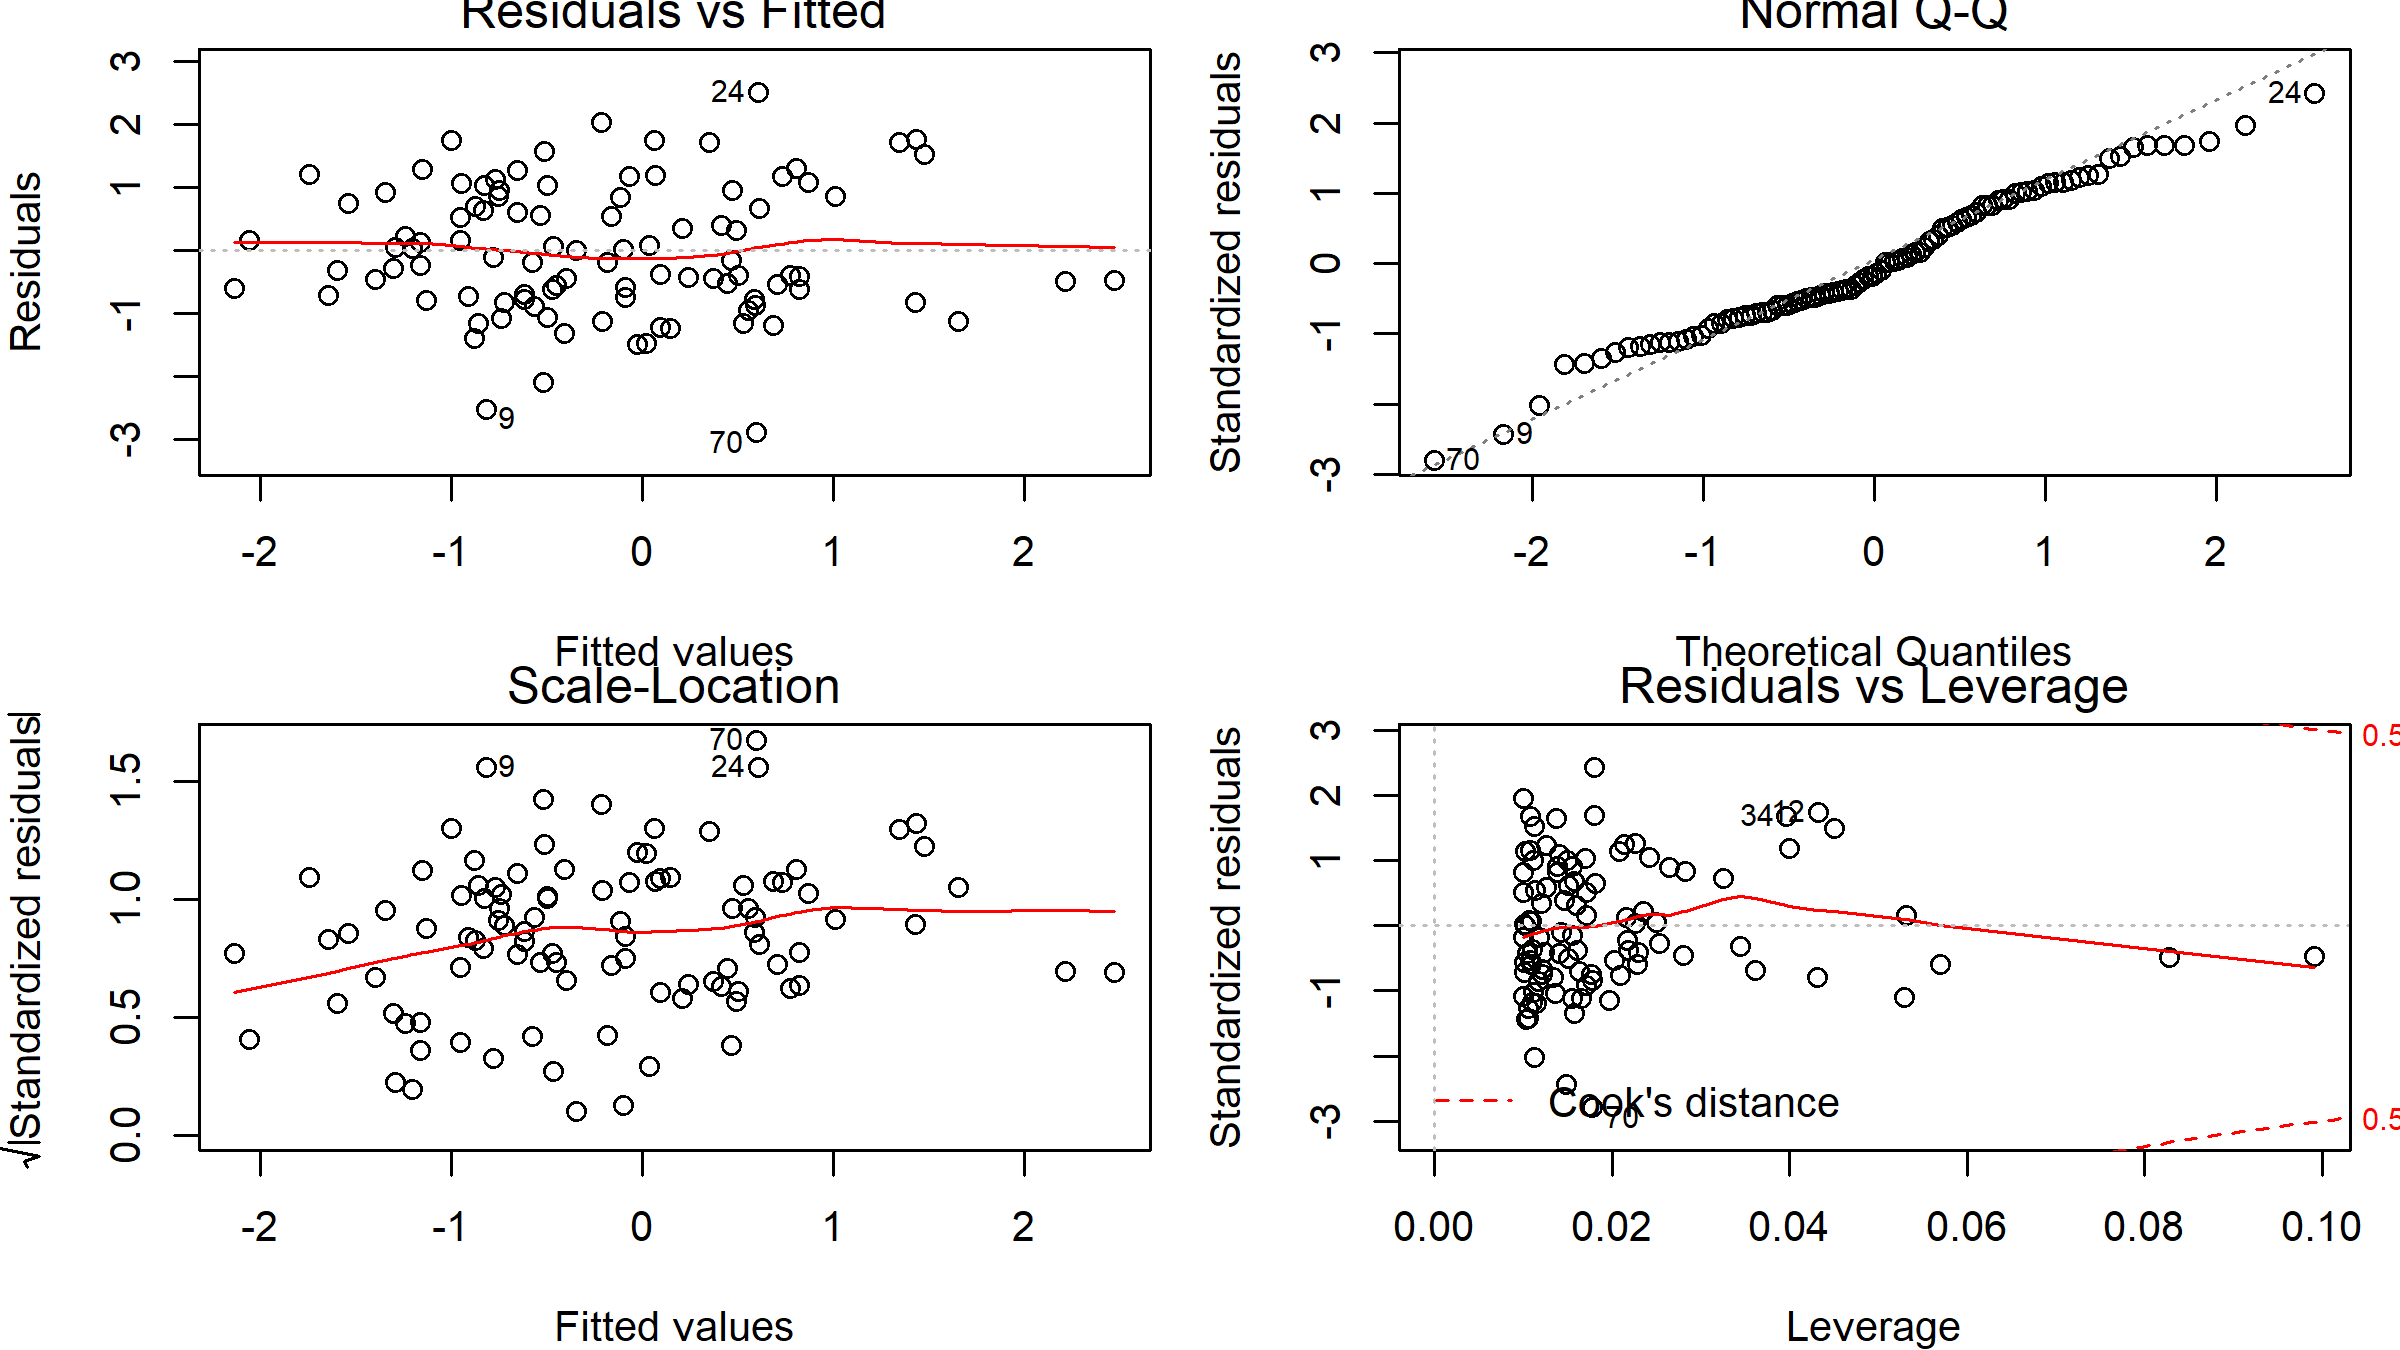 Residuals vs Fitted
Residuals
3
2
1
-1
-3
24
9
70
-2 -1 0 1 2
Fitted values
Normal Q-Q
Standardized residuals
3
2
1
0
-1
-3
24
9
70
-2 -1 0 1 2
Theoretical Quantiles
Scale-Location
√|Standardized residuals|
1.5
1.0
0.5
0.0
70
24
9
-2 -1 0 1 2
Fitted values
Residuals vs Leverage
Standardized residuals
3
2
1
-1
-3
0.5
34
12
Cook's distance
70
0.5
0.00 0.02 0.04 0.06 0.08 0.10
Leverage